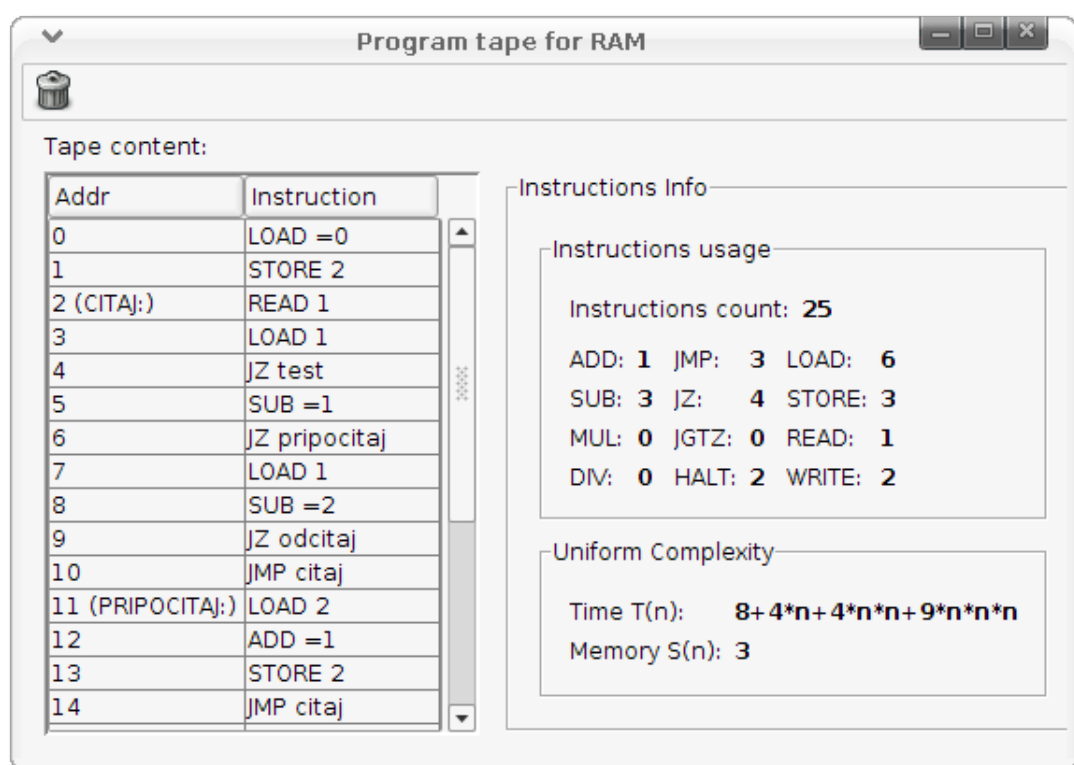 Program tape for RAM
Tape content:
Addr Instruction
0 LOAD =0
1 STORE 2
2 (CITAJ:) READ 1
3 LOAD 1
4 JZ test
5 SUB =1
6 JZ pripocitaj
7 LOAD 1
8 SUB =2
9 JZ odcitaj
10 JMP citaj
11 (PRIPOCITAJ:) LOAD 2
12 ADD =1
13 STORE 2
14 JMP citaj
Instructions Info
Instructions usage
Instructions count: 25
ADD: 1 JMP: 3 LOAD: 6
SUB: 3 JZ: 4 STORE: 3
MUL: 0 JGTZ: 0 READ: 1
DIV: 0 HALT: 2 WRITE: 2
Uniform Complexity
Time T(n): 8+4*n+4*n*n+9*n*n*n
Memory S(n): 3